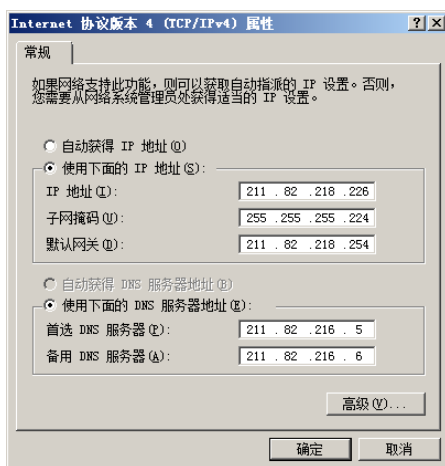 Internet 协议版本 4 (TCP/IPv4) 属性
常规
如果网络支持此功能，则可以获取自动指派的 IP 设置。否则，
您需要从网络系统管理员处获得适当的 IP 设置。
自动获得 IP 地址(O)
使用下面的 IP 地址(S):
IP 地址(I): 211 . 82 . 218 . 226
子网掩码(U): 255 . 255 . 255 . 224
默认网关(D): 211 . 82 . 218 . 254
自动获得 DNS 服务器地址(B)
使用下面的 DNS 服务器地址(E):
首选 DNS 服务器(P): 211 . 82 . 216 . 5
备用 DNS 服务器(A): 211 . 82 . 216 . 6
高级(V)...
确定 取消